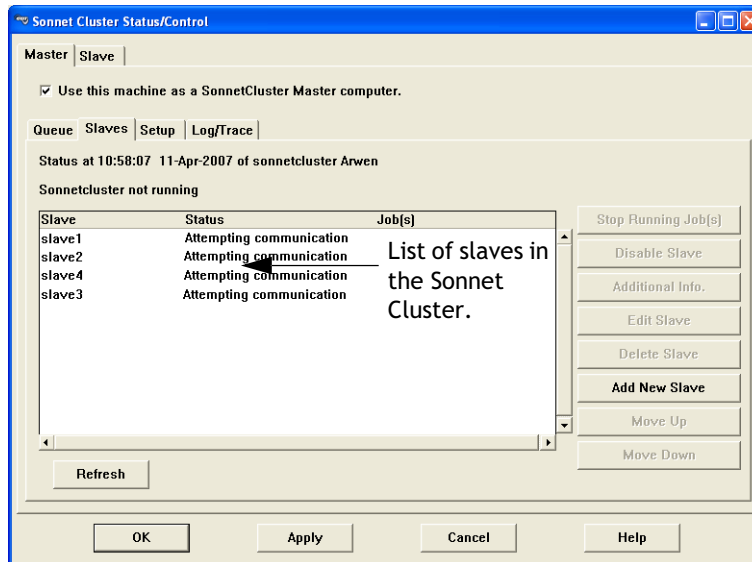 Sonnet Cluster Status/Control
Master Slave
Use this machine as a SonnetCluster Master computer.
Queue Slaves Setup Log/Trace
Status at 10:58:07 11-Apr-2007 of sonnetcluster Arwen
Sonnetcluster not running
Slave Status Job(s)
slave1 Attempting communication
slave2 Attempting communication
slave4 Attempting communication
slave3 Attempting communication
List of slaves in
the Sonnet
Cluster.
Stop Running Job(s)
Disable Slave
Additional Info.
Edit Slave
Delete Slave
Add New Slave
Move Up
Move Down
Refresh
OK Apply Cancel Help